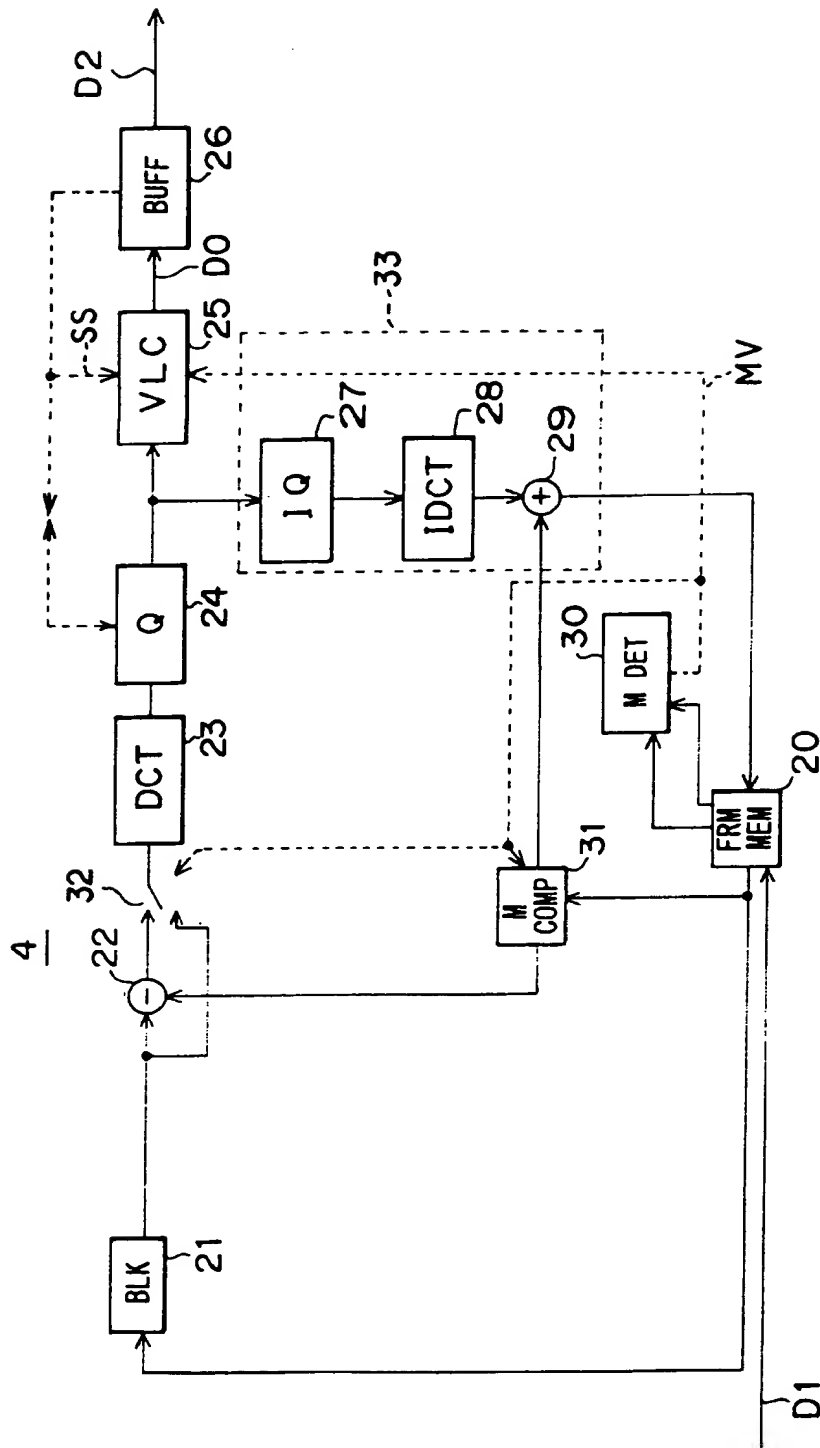 4
D2
BUFF
26
D0
SS
VLC
25
33
Q
24
I Q
27
IDCT
28
+
29
MV
DCT
23
32
22
-
M DET
30
M
COMP
31
FRM
MEM
20
BLK
21
D1